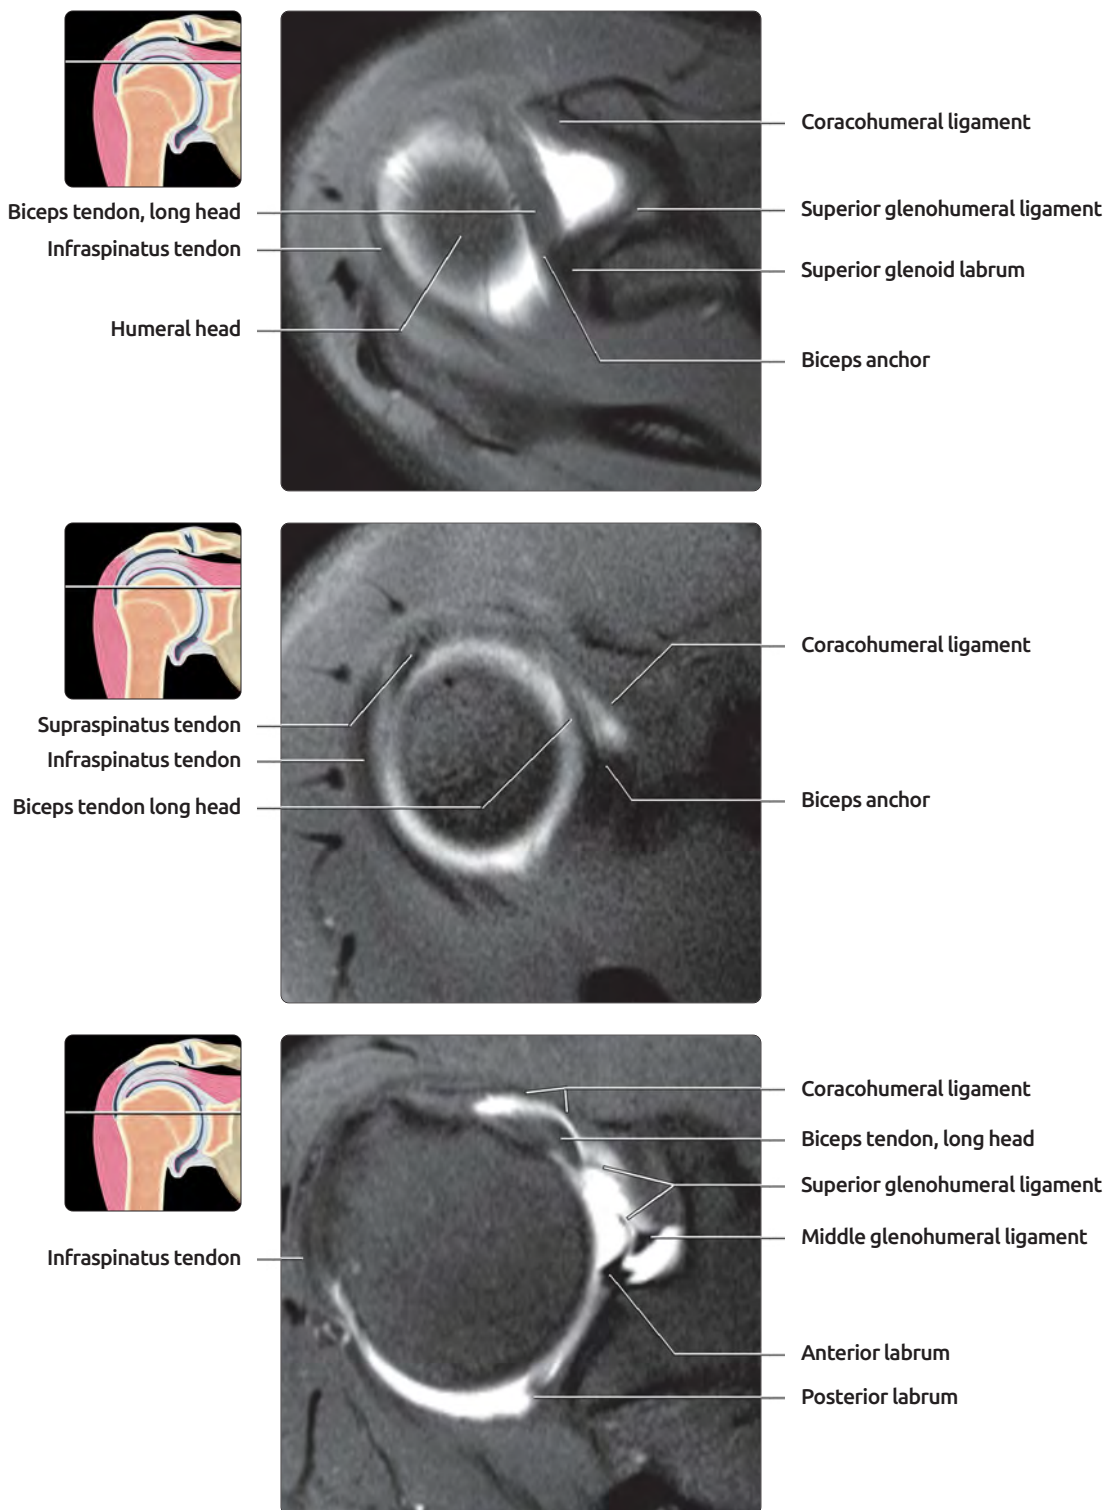 Coracohumeral ligament
Biceps tendon, long head
Superior glenohumeral ligament
Infraspinatus tendon
Superior glenoid labrum
Humeral head
Biceps anchor
Coracohumeral ligament
Supraspinatus tendon
Infraspinatus tendon
Biceps tendon long head
Biceps anchor
Coracohumeral ligament
Biceps tendon, long head
Superior glenohumeral ligament
Middle glenohumeral ligament
Infraspinatus tendon
Anterior labrum
Posterior labrum